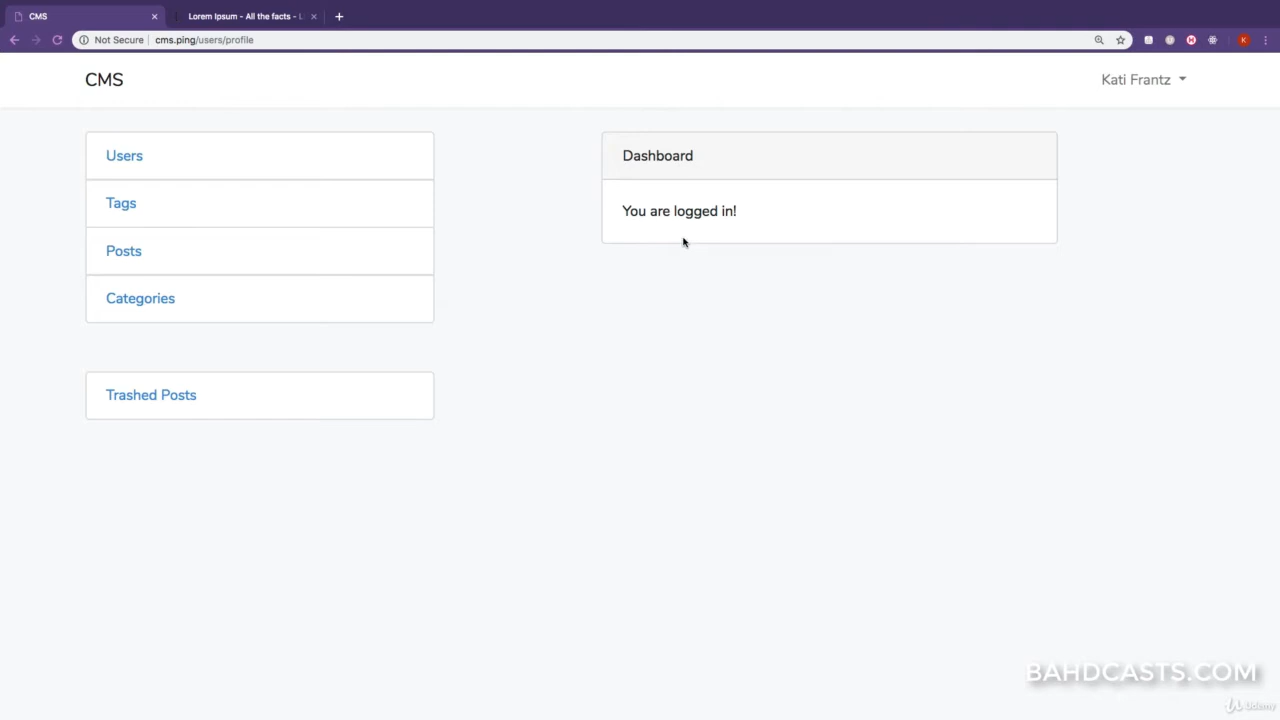 CMS
Lorem Ipsum - All the facts - L
Not Secure
cms.ping/users/profile
K
CMS
Kati Frantz
Users
Tags
Posts
Categories
Trashed Posts
Dashboard
You are logged in!
BAHDCASTS.COM
Udemy